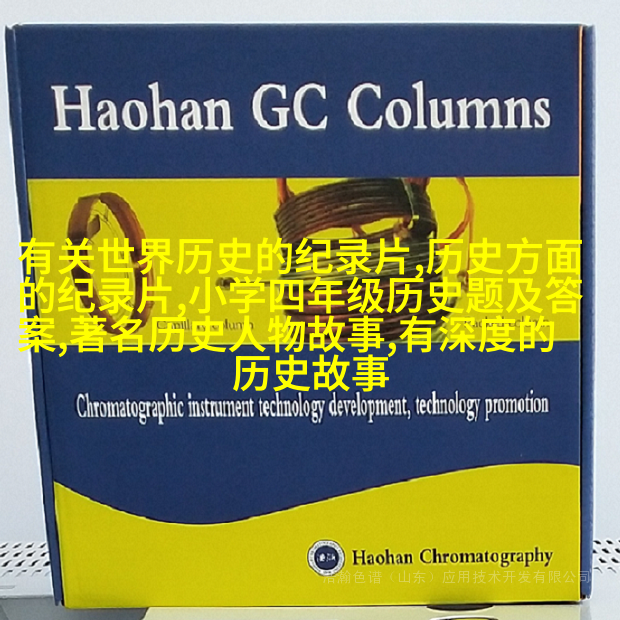 Haohan GC Columns
有关世界历史的纪录片,历史方面
的纪录片,小学四年级历史题及答
案,著名历史人物故事,有深度的
历史故事
Chromatographic instrument technology development, technology promotion
Haohan Chromatography
浩瀚色谱（山东）应用技术开发有限公司